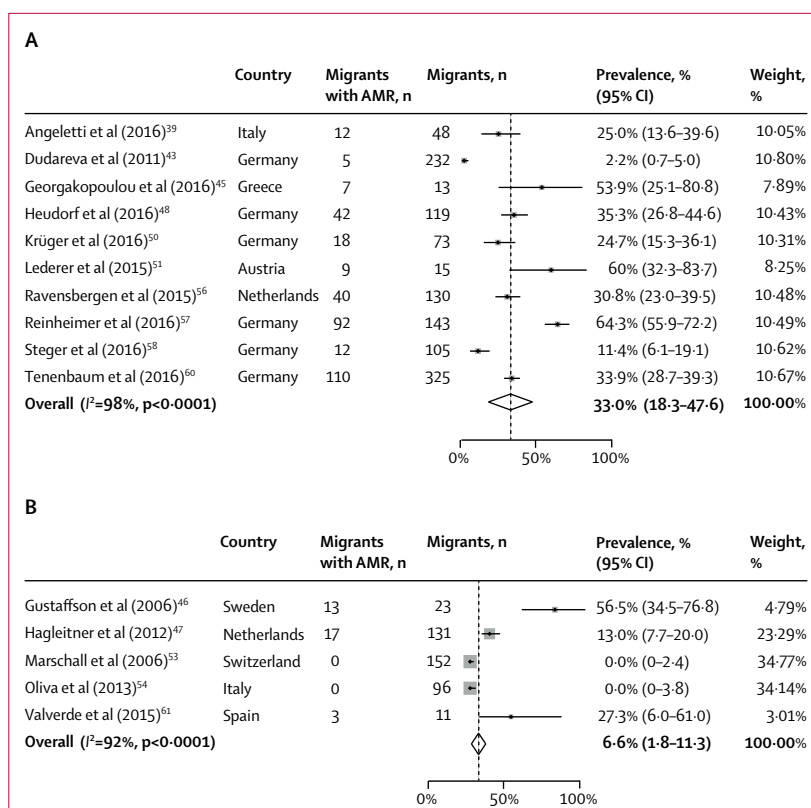 A
Country Migrants with AMR, n Migrants, n Prevalence, % (95% CI) Weight, %
Angeletti et al (2016)39 Italy 12 48 25·0% (13·6–39·6) 10·05%
Dudareva et al (2011)43 Germany 5 232 2·2% (0·7–5·0) 10·80%
Georgakopoulou et al (2016)45 Greece 7 13 53·9% (25·1–80·8) 7·89%
Heudorf et al (2016)48 Germany 42 119 35·3% (26·8–44·6) 10·43%
Krüger et al (2016)50 Germany 18 73 24·7% (15·3–36·1) 10·31%
Lederer et al (2015)51 Austria 9 15 60% (32·3–83·7) 8·25%
Ravensbergen et al (2015)56 Netherlands 40 130 30·8% (23·0–39·5) 10·48%
Reinheimer et al (2016)57 Germany 92 143 64·3% (55·9–72·2) 10·49%
Steger et al (2016)58 Germany 12 105 11·4% (6·1–19·1) 10·62%
Tenenbaum et al (2016)60 Germany 110 325 33·9% (28·7–39·3) 10·67%
Overall (I²=98%, p<0·0001) 33·0% (18·3–47·6) 100·00%
0% 50% 100%
B
Country Migrants with AMR, n Migrants, n Prevalence, % (95% CI) Weight, %
Gustaffson et al (2006)46 Sweden 13 23 56·5% (34·5–76·8) 4·79%
Hagleitner et al (2012)47 Netherlands 17 131 13·0% (7·7–20·0) 23·29%
Marschall et al (2006)53 Switzerland 0 152 0·0% (0–2·4) 34·77%
Oliva et al (2013)54 Italy 0 96 0·0% (0–3·8) 34·14%
Valverde et al (2015)61 Spain 3 11 27·3% (6·0–61·0) 3·01%
Overall (I²=92%, p<0·0001) 6·6% (1·8–11·3) 100·00%
0% 50% 100%